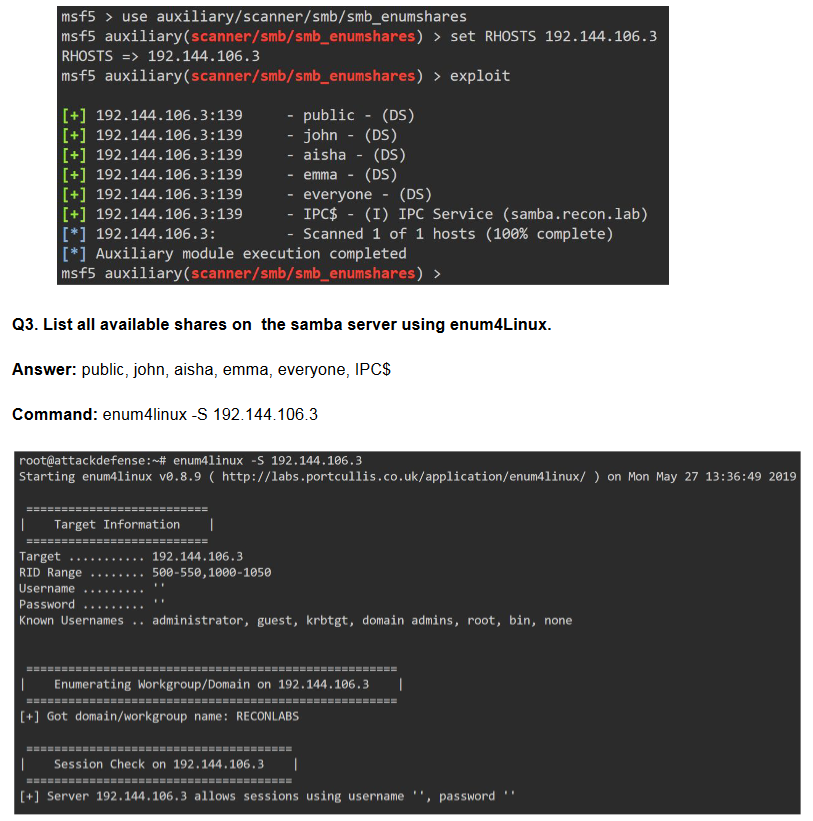 msf5 > use auxiliary/scanner/smb/smb_enumshares
msf5 auxiliary(scanner/smb/smb_enumshares) > set RHOSTS 192.144.106.3
RHOSTS => 192.144.106.3
msf5 auxiliary(scanner/smb/smb_enumshares) > exploit
[+] 192.144.106.3:139 - public - (DS)
[+] 192.144.106.3:139 - john - (DS)
[+] 192.144.106.3:139 - aisha - (DS)
[+] 192.144.106.3:139 - emma - (DS)
[+] 192.144.106.3:139 - everyone - (DS)
[+] 192.144.106.3:139 - IPC$ - (I) IPC Service (samba.recon.lab)
[*] 192.144.106.3: - Scanned 1 of 1 hosts (100% complete)
[*] Auxiliary module execution completed
msf5 auxiliary(scanner/smb/smb_enumshares) >
Q3. List all available shares on the samba server using enum4Linux.
Answer: public, john, aisha, emma, everyone, IPC$
Command: enum4linux -S 192.144.106.3
root@attackdefense:~# enum4linux -S 192.144.106.3
Starting enum4linux v0.8.9 ( http://labs.portcullis.co.uk/application/enum4linux/ ) on Mon May 27 13:36:49 2019
==========================
| Target Information |
==========================
Target ........... 192.144.106.3
RID Range ........ 500-550,1000-1050
Username ......... ''
Password ......... ''
Known Usernames .. administrator, guest, krbtgt, domain admins, root, bin, none
=====================================================
| Enumerating Workgroup/Domain on 192.144.106.3 |
=====================================================
[+] Got domain/workgroup name: RECONLABS
======================================
| Session Check on 192.144.106.3 |
======================================
[+] Server 192.144.106.3 allows sessions using username '', password ''